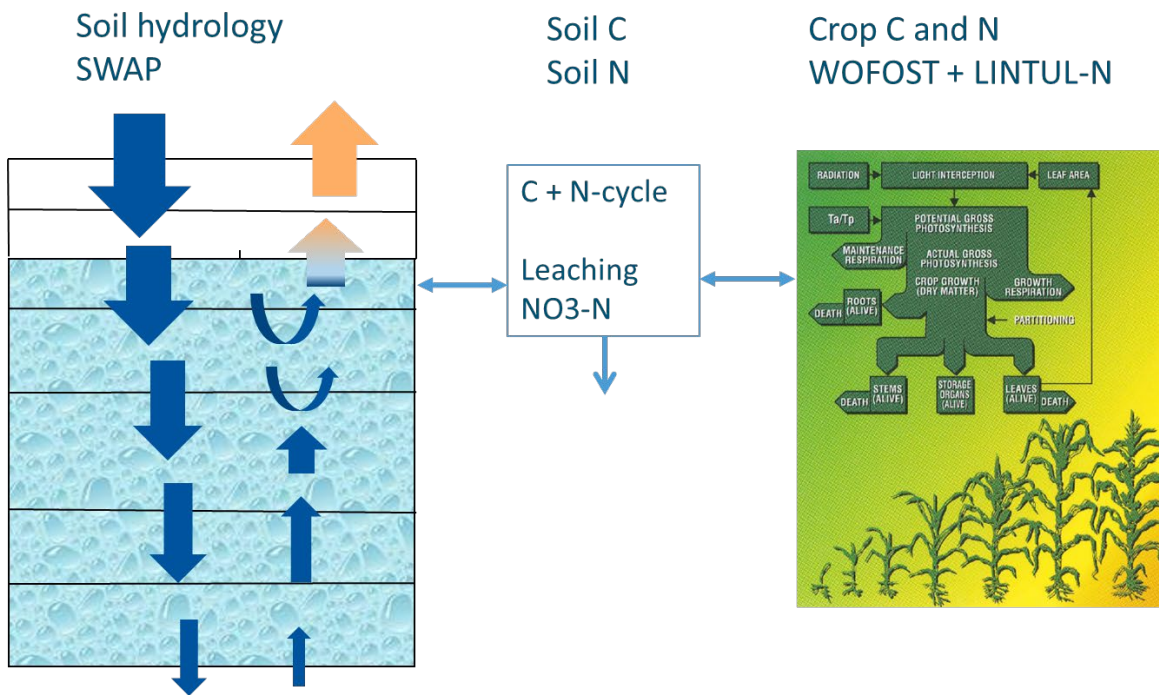 Soil hydrology
SWAP
Soil C
Soil N
Crop C and N
WOFOST + LINTUL-N
C + N-cycle
Leaching
NO3-N
RADIATION
LIGHT INTERCEPTION
LEAF AREA
Ta/Tp
POTENTIAL GROSS
PHOTOSYNTHESIS
MAINTENANCE
RESPIRATION
ACTUAL GROSS
PHOTOSYNTHESIS
CROP GROWTH
(DRY MATTER)
GROWTH
RESPIRATION
DEATH
ROOTS
(ALIVE)
PARTITIONING
DEATH
STEMS
(ALIVE)
STORAGE
ORGANS
(ALIVE)
LEAVES
(ALIVE)
DEATH